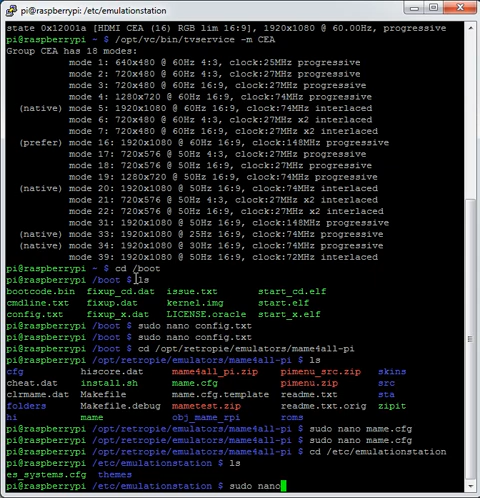 pi@raspberrypi: /etc/emulationstation
state 0x12001a [HDMI CEA (16) RGB lim 16:9], 1920x1080 @ 60.00Hz, progressive
pi@raspberrypi ~ $ /opt/vc/bin/tvservice -m CEA
Group CEA has 18 modes:
mode 1: 640x480 @ 60Hz 4:3, clock:25MHz progressive
mode 2: 720x480 @ 60Hz 4:3, clock:27MHz progressive
mode 3: 720x480 @ 60Hz 16:9, clock:27MHz progressive
mode 4: 1280x720 @ 60Hz 16:9, clock:74MHz progressive
(native) mode 5: 1920x1080 @ 60Hz 16:9, clock:74MHz interlaced
mode 6: 720x480 @ 60Hz 4:3, clock:27MHz x2 interlaced
mode 7: 720x480 @ 60Hz 16:9, clock:27MHz x2 interlaced
(prefer) mode 16: 1920x1080 @ 60Hz 16:9, clock:148MHz progressive
mode 17: 720x576 @ 50Hz 4:3, clock:27MHz progressive
mode 18: 720x576 @ 50Hz 16:9, clock:27MHz progressive
mode 19: 1280x720 @ 50Hz 16:9, clock:74MHz progressive
(native) mode 20: 1920x1080 @ 50Hz 16:9, clock:74MHz interlaced
mode 21: 720x576 @ 50Hz 4:3, clock:27MHz x2 interlaced
mode 22: 720x576 @ 50Hz 16:9, clock:27MHz x2 interlaced
mode 31: 1920x1080 @ 50Hz 16:9, clock:148MHz progressive
(native) mode 33: 1920x1080 @ 25Hz 16:9, clock:74MHz progressive
(native) mode 34: 1920x1080 @ 30Hz 16:9, clock:74MHz progressive
mode 39: 1920x1080 @ 50Hz 16:9, clock:72MHz interlaced
pi@raspberrypi ~ $ cd /boot
pi@raspberrypi /boot $ ls
bootcode.bin fixup_cd.dat issue.txt start_cd.elf
cmdline.txt fixup.dat kernel.img start.elf
config.txt fixup_x.dat LICENSE.oracle start_x.elf
pi@raspberrypi /boot $ sudo nano config.txt
pi@raspberrypi /boot $ sudo nano config.txt
pi@raspberrypi /boot $ cd /opt/retropie/emulators/mame4all-pi
pi@raspberrypi /opt/retropie/emulators/mame4all-pi $ ls
cfg hiscore.dat mame4all_pi.zip pimenu_src.zip skins
cheat.dat install.sh mame.cfg pimenu.zip src
clrmame.dat Makefile mame.cfg.template readme.txt sta
folders Makefile.debug mametest.zip readme.txt.orig zipit
hi mame obj_mame_rpi roms
pi@raspberrypi /opt/retropie/emulators/mame4all-pi $ sudo nano mame.cfg
pi@raspberrypi /opt/retropie/emulators/mame4all-pi $ sudo nano mame.cfg
pi@raspberrypi /opt/retropie/emulators/mame4all-pi $ cd /etc/emulationstation
pi@raspberrypi /etc/emulationstation $ ls
es_systems.cfg themes
pi@raspberrypi /etc/emulationstation $ sudo nano